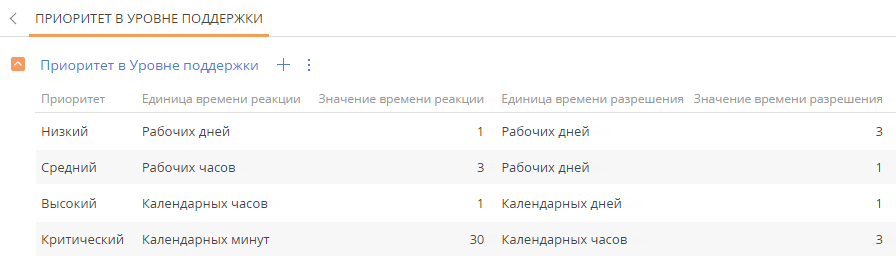 ПРИОРИТЕТ В УРОВНЕ ПОДДЕРЖКИ
Приоритет в Уровне поддержки
Приоритет Единица времени реакции Значение времени реакции Единица времени разрешения Значение времени разрешения
Низкий Рабочих дней 1 Рабочих дней 3
Средний Рабочих часов 3 Рабочих дней 1
Высокий Календарных часов 1 Календарных дней 1
Критический Календарных минут 30 Календарных часов 3